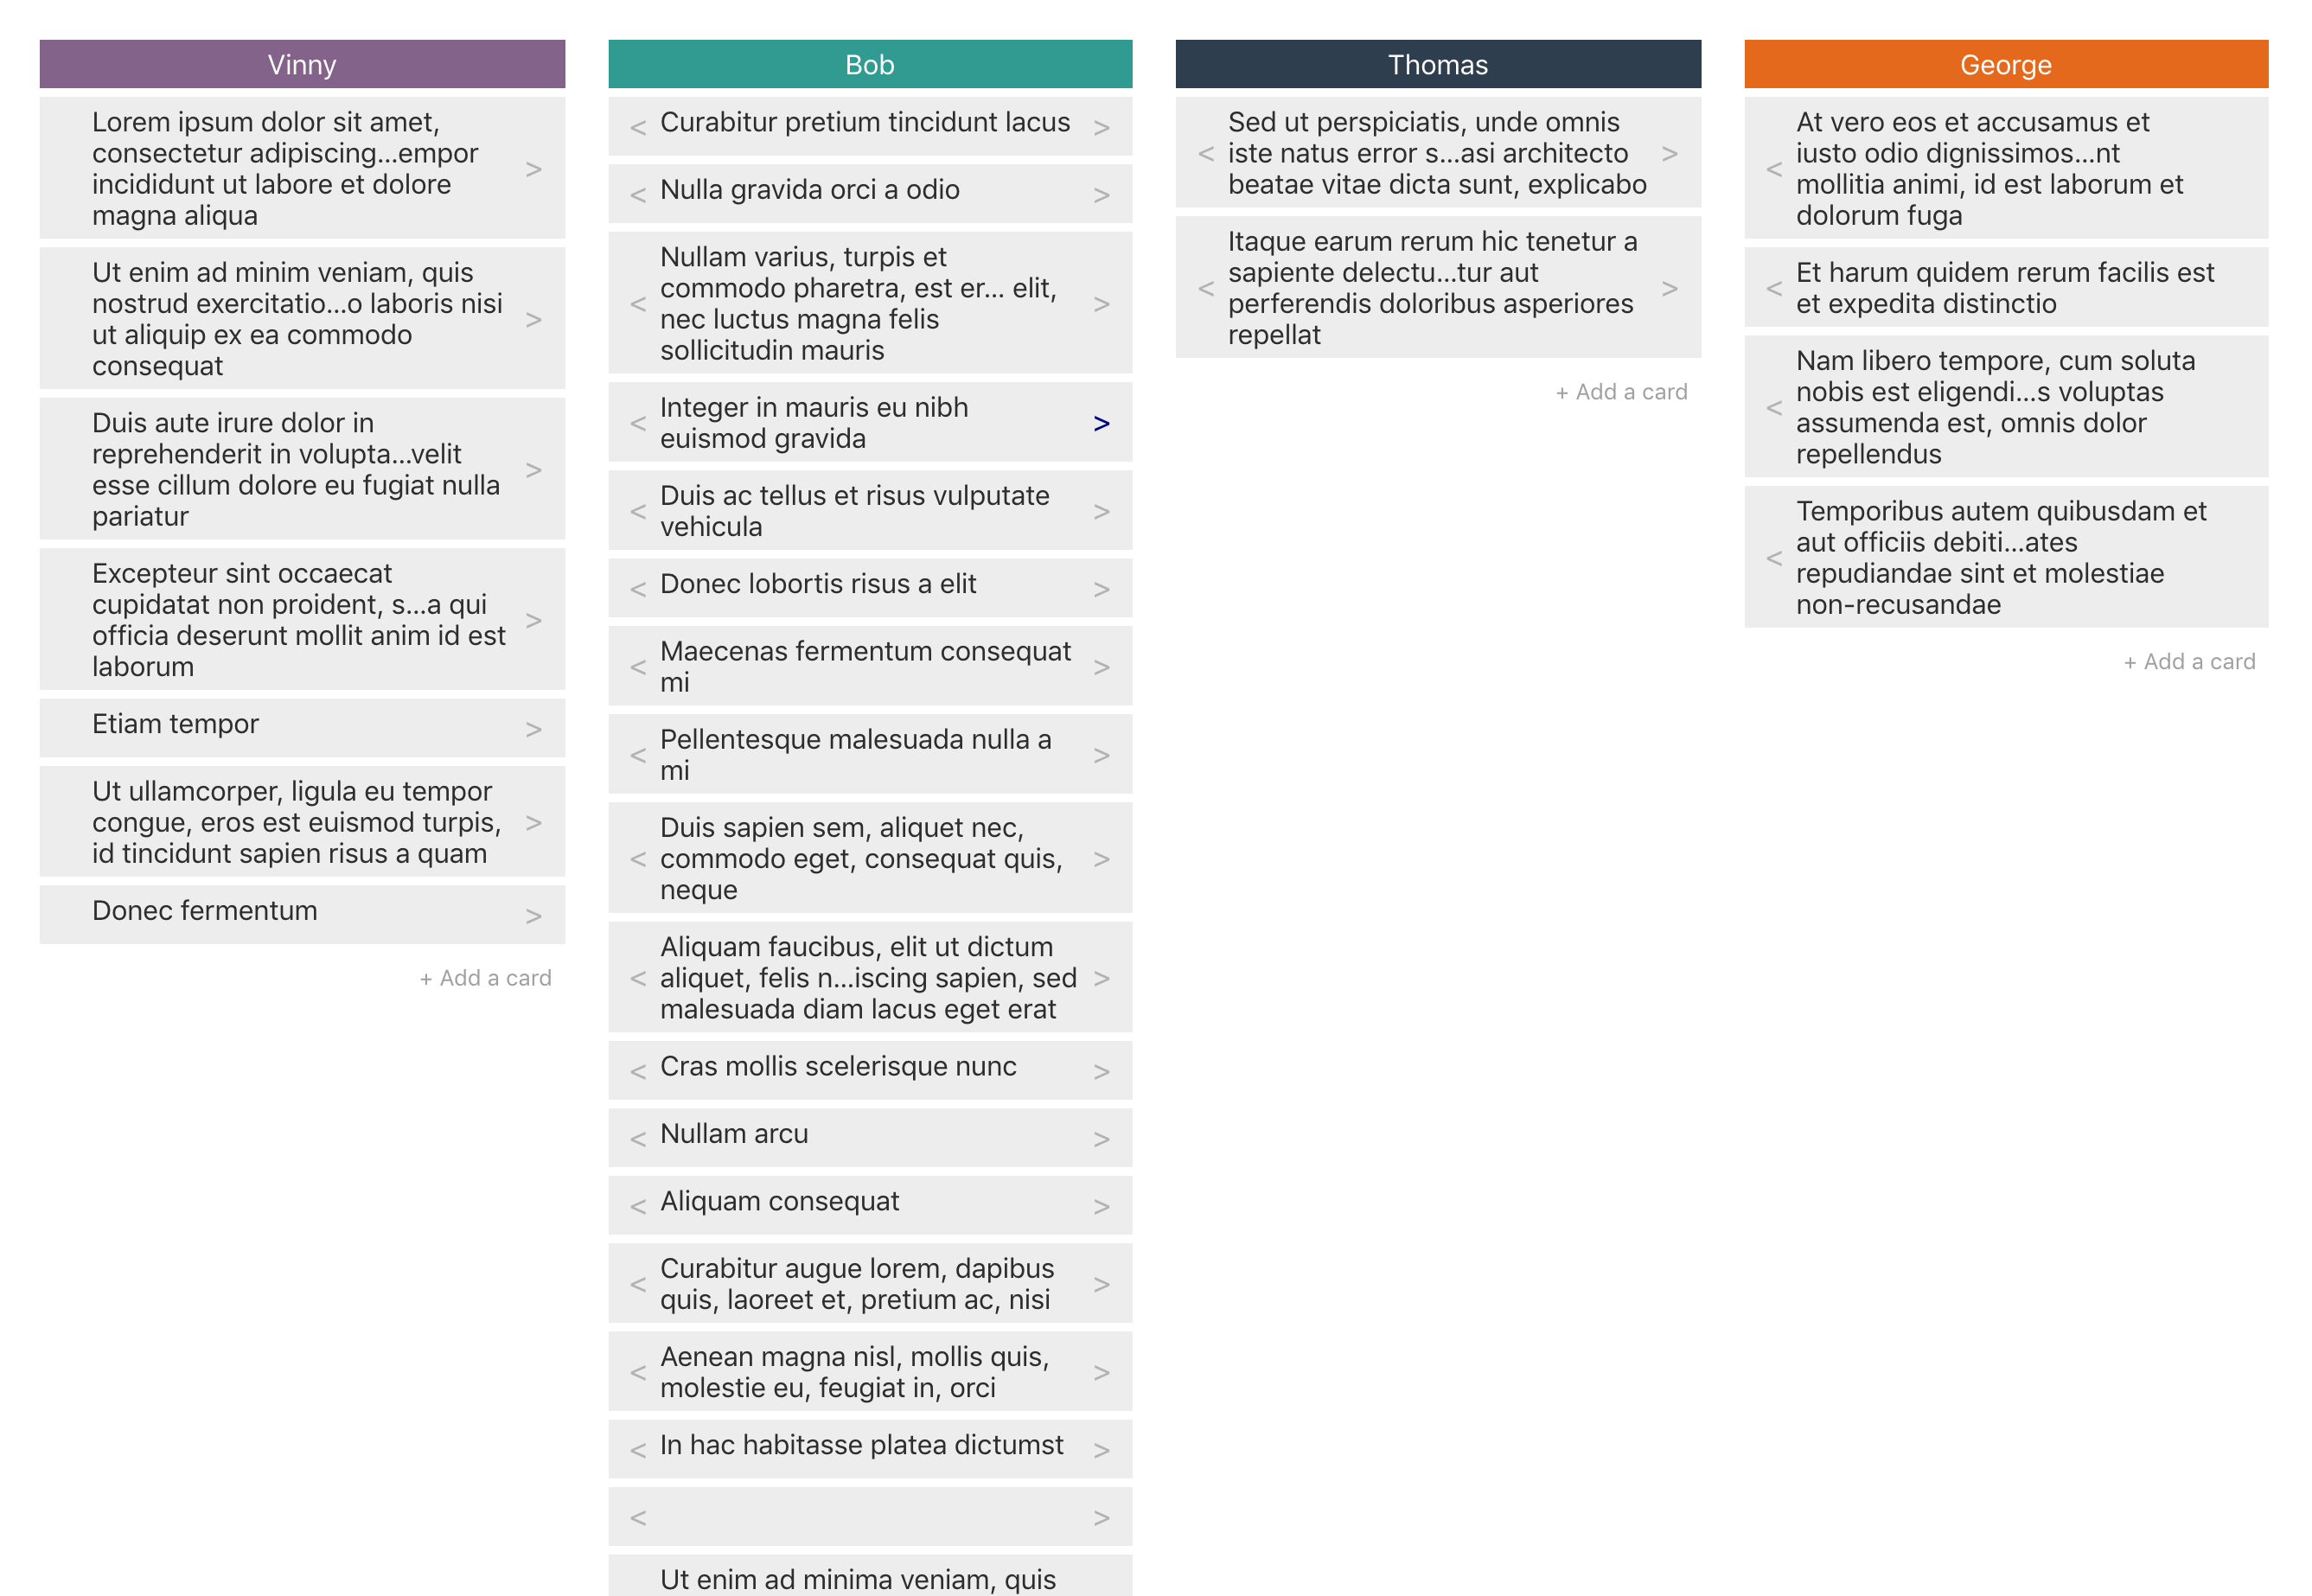 Vinny
Lorem ipsum dolor sit amet,
consectetur adipiscing...empor
incididunt ut labore et dolore
magna aliqua
>
Ut enim ad minim veniam, quis
nostrud exercitatio...o laboris nisi
ut aliquip ex ea commodo
consequat
>
Duis aute irure dolor in
reprehenderit in volupta...velit
esse cillum dolore eu fugiat nulla
pariatur
>
Excepteur sint occaecat
cupidatat non proident, s...a qui
officia deserunt mollit anim id est
laborum
>
Etiam tempor >
Ut ullamcorper, ligula eu tempor
congue, eros est euismod turpis,
id tincidunt sapien risus a quam
>
Donec fermentum >
+ Add a card
Bob
< Curabitur pretium tincidunt lacus >
< Nulla gravida orci a odio >
<
Nullam varius, turpis et
commodo pharetra, est er... elit,
nec luctus magna felis
sollicitudin mauris
>
<
Integer in mauris eu nibh
euismod gravida
>
<
Duis ac tellus et risus vulputate
vehicula
>
< Donec lobortis risus a elit >
<
Maecenas fermentum consequat
mi
>
<
Pellentesque malesuada nulla a
mi
>
<
Duis sapien sem, aliquet nec,
commodo eget, consequat quis,
neque
>
<
Aliquam faucibus, elit ut dictum
aliquet, felis n...iscing sapien, sed
malesuada diam lacus eget erat
>
< Cras mollis scelerisque nunc >
< Nullam arcu >
< Aliquam consequat >
<
Curabitur augue lorem, dapibus
quis, laoreet et, pretium ac, nisi
>
<
Aenean magna nisl, mollis quis,
molestie eu, feugiat in, orci
>
< In hac habitasse platea dictumst >
< >
Ut enim ad minima veniam, quis
Thomas
<
Sed ut perspiciatis, unde omnis
iste natus error s...asi architecto
beatae vitae dicta sunt, explicabo
>
<
Itaque earum rerum hic tenetur a
sapiente delectu...tur aut
perferendis doloribus asperiores
repellat
>
+ Add a card
George
<
At vero eos et accusamus et
iusto odio dignissimos...nt
mollitia animi, id est laborum et
dolorum fuga
<
Et harum quidem rerum facilis est
et expedita distinctio
<
Nam libero tempore, cum soluta
nobis est eligendi...s voluptas
assumenda est, omnis dolor
repellendus
<
Temporibus autem quibusdam et
aut officiis debiti...ates
repudiandae sint et molestiae
non-recusandae
+ Add a card